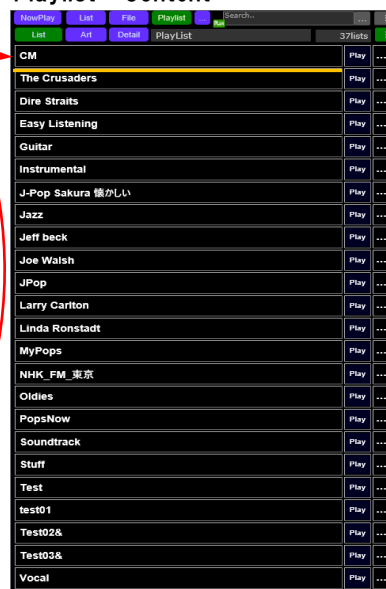 NowPlay List File Playlist ... Search.. ...
List Art Detail PlayList 37lists
CM Play ...
The Crusaders Play ...
Dire Straits Play ...
Easy Listening Play ...
Guitar Play ...
Instrumental Play ...
J-Pop Sakura 懐かしい Play ...
Jazz Play ...
Jeff beck Play ...
Joe Walsh Play ...
JPop Play ...
Larry Carlton Play ...
Linda Ronstadt Play ...
MyPops Play ...
NHK_FM_東京 Play ...
Oldies Play ...
PopsNow Play ...
Soundtrack Play ...
Stuff Play ...
Test Play ...
test01 Play ...
Test02& Play ...
Test03& Play ...
Vocal Play ...